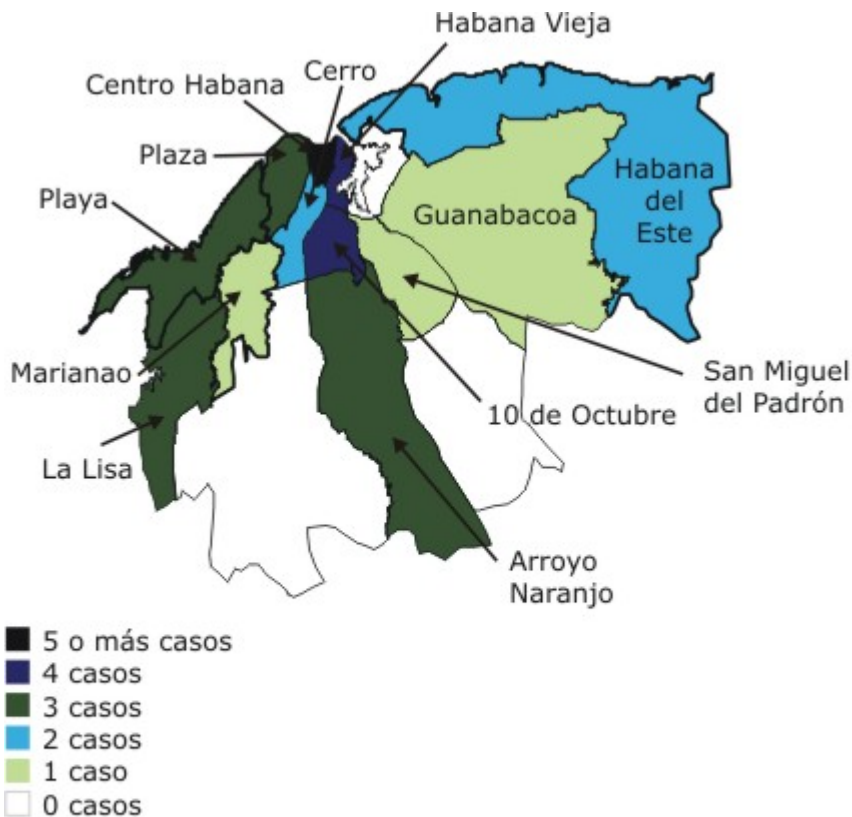 Habana Vieja
Cerro
Centro Habana
Plaza
Playa
Habana
del
Este
Guanabacoa
Marianao
San Miguel
del Padrón
10 de Octubre
La Lisa
Arroyo
Naranjo
5 o más casos
4 casos
3 casos
2 casos
1 caso
0 casos